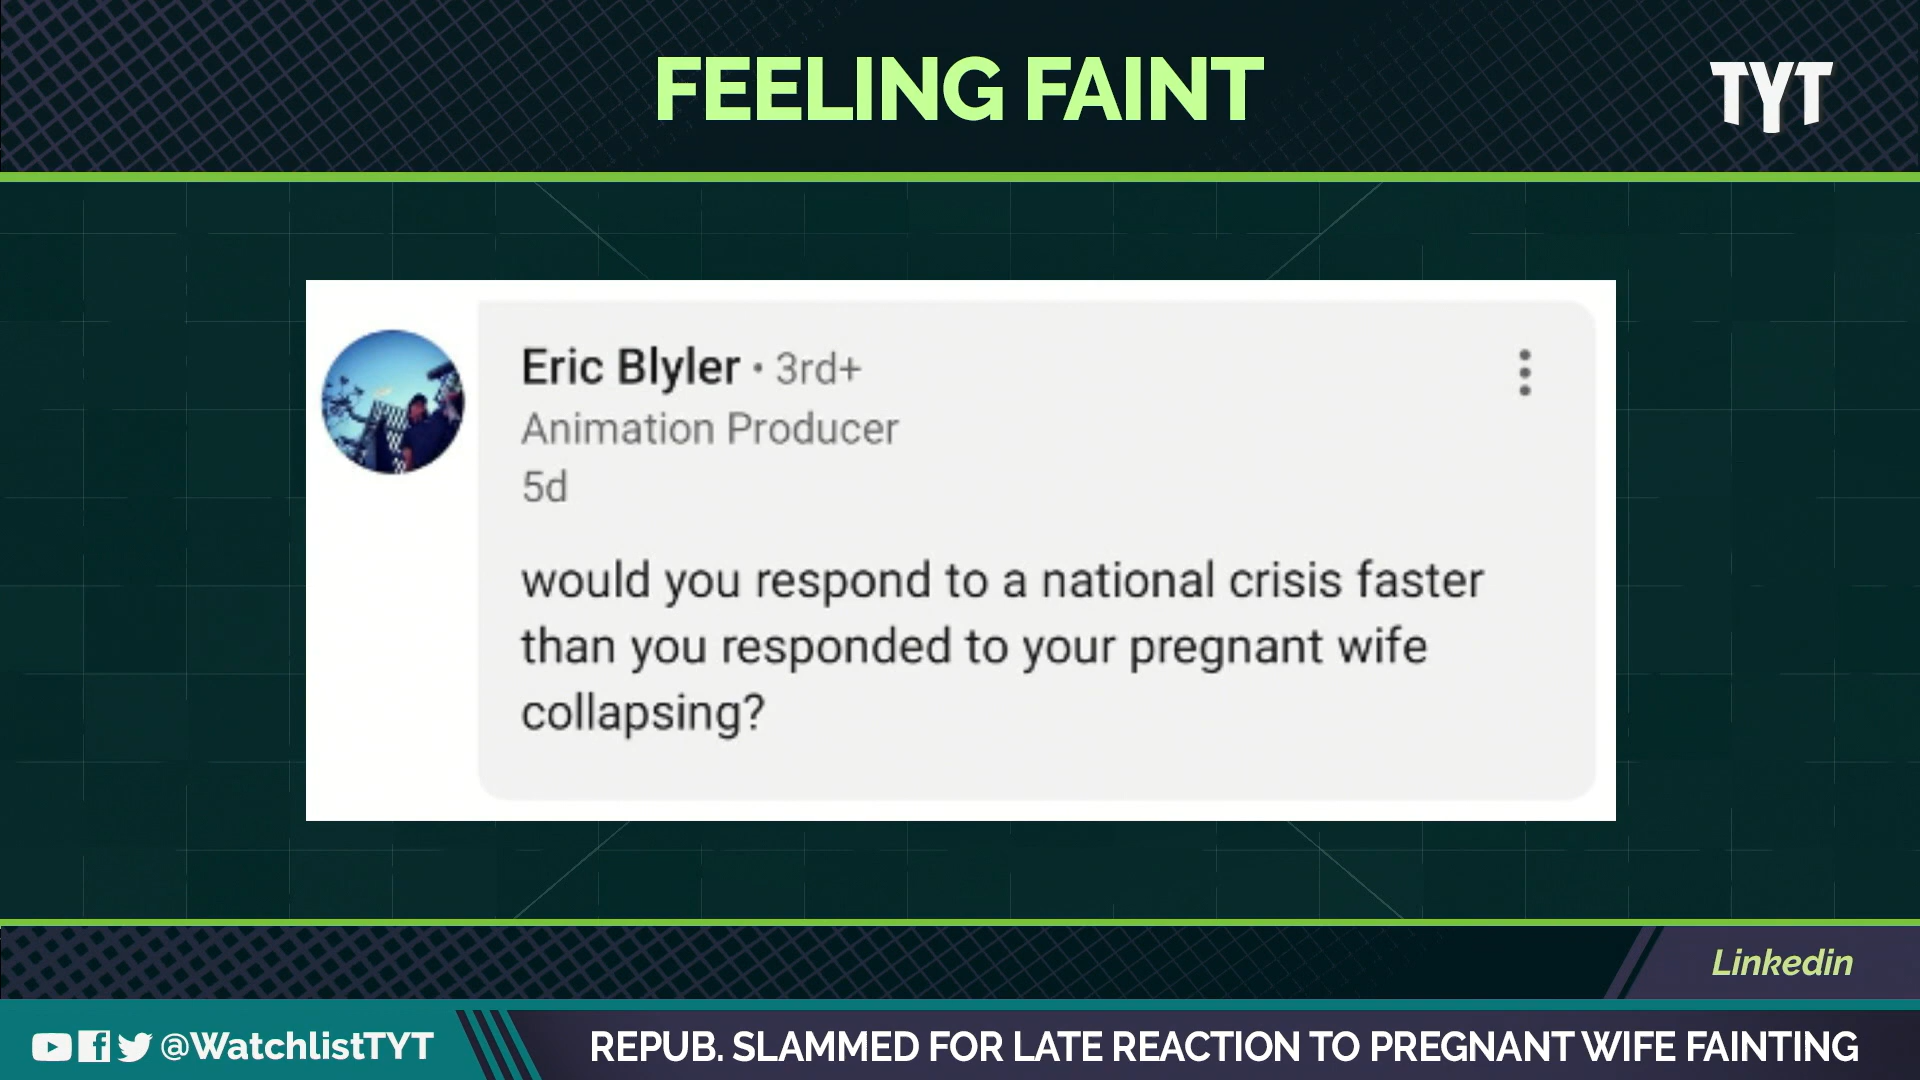 FEELING FAINT
TYT
Eric Blyler • 3rd+
Animation Producer
5d
would you respond to a national crisis faster
than you responded to your pregnant wife
collapsing?
Linkedin
@WatchlistTYT
REPUB. SLAMMED FOR LATE REACTION TO PREGNANT WIFE FAINTING